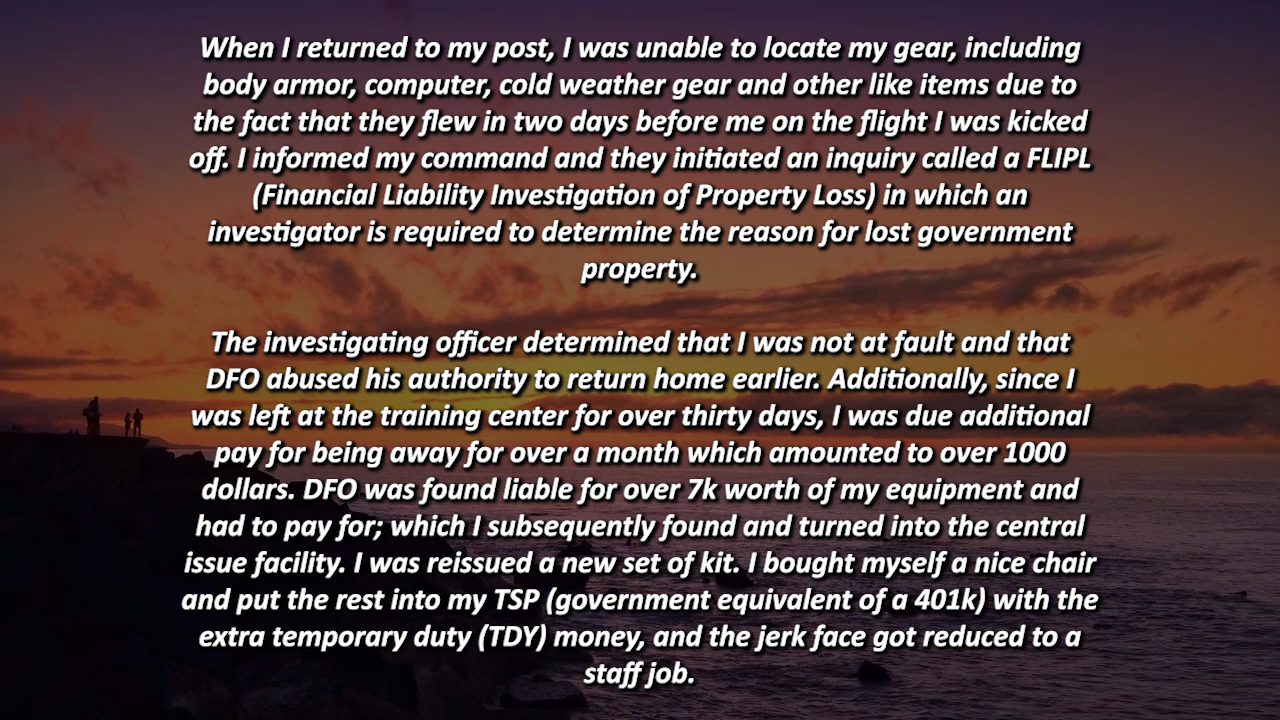 When I returned to my post, I was unable to locate my gear, including
body armor, computer, cold weather gear and other like items due to
the fact that they flew in two days before me on the flight I was kicked
off. I informed my command and they initiated an inquiry called a FLIPL
(Financial Liability Investigation of Property Loss) in which an
investigator is required to determine the reason for lost government
property.
The investigating officer determined that I was not at fault and that
DFO abused his authority to return home earlier. Additionally, since I
was left at the training center for over thirty days, I was due additional
pay for being away for over a month which amounted to over 1000
dollars. DFO was found liable for over 7k worth of my equipment and
had to pay for; which I subsequently found and turned into the central
issue facility. I was reissued a new set of kit. I bought myself a nice chair
and put the rest into my TSP (government equivalent of a 401k) with the
extra temporary duty (TDY) money, and the jerk face got reduced to a
staff job.